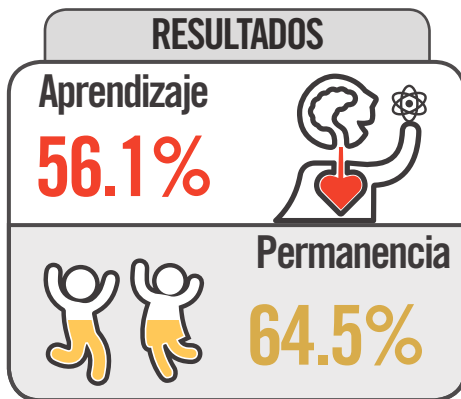 RESULTADOS
Aprendizaje
56.1%
Permanencia
64.5%